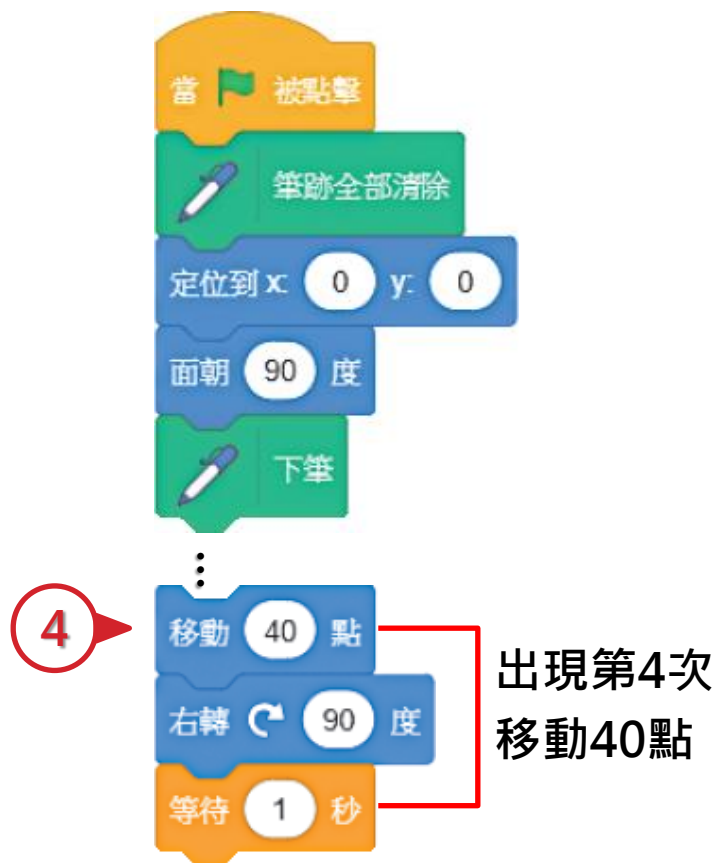 當 被點擊
筆跡全部清除
定位到 x: 0 y: 0
面朝 90 度
下筆
⋮
4
移動 40 點
右轉 90 度
等待 1 秒
出現第4次
移動40點